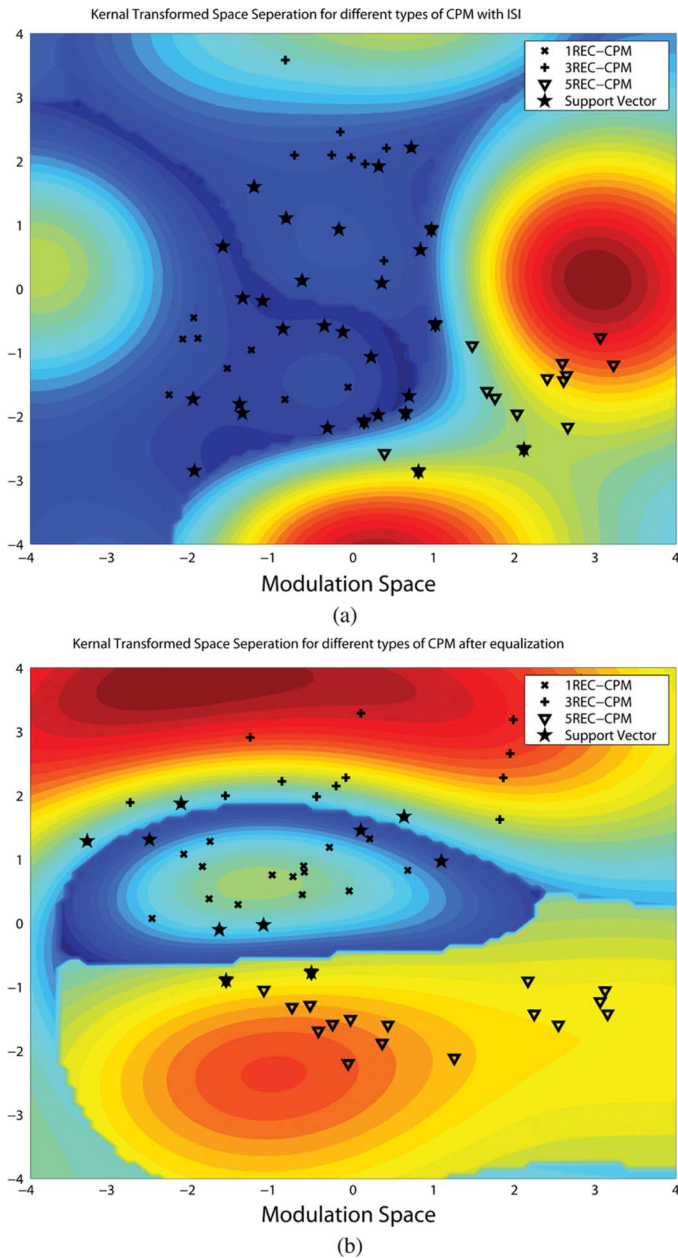 Kernal Transformed Space Seperation for different types of CPM with ISI
4
1REC−CPM
3REC−CPM
5REC−CPM
Support Vector
3
2
1
0
−1
−2
−3
−4
−4 −3 −2 −1 0 1 2 3 4
Modulation Space
(a)
Kernal Transformed Space Seperation for different types of CPM after equalization
4
1REC−CPM
3REC−CPM
5REC−CPM
Support Vector
3
2
1
0
−1
−2
−3
−4
−4 −3 −2 −1 0 1 2 3 4
Modulation Space
(b)